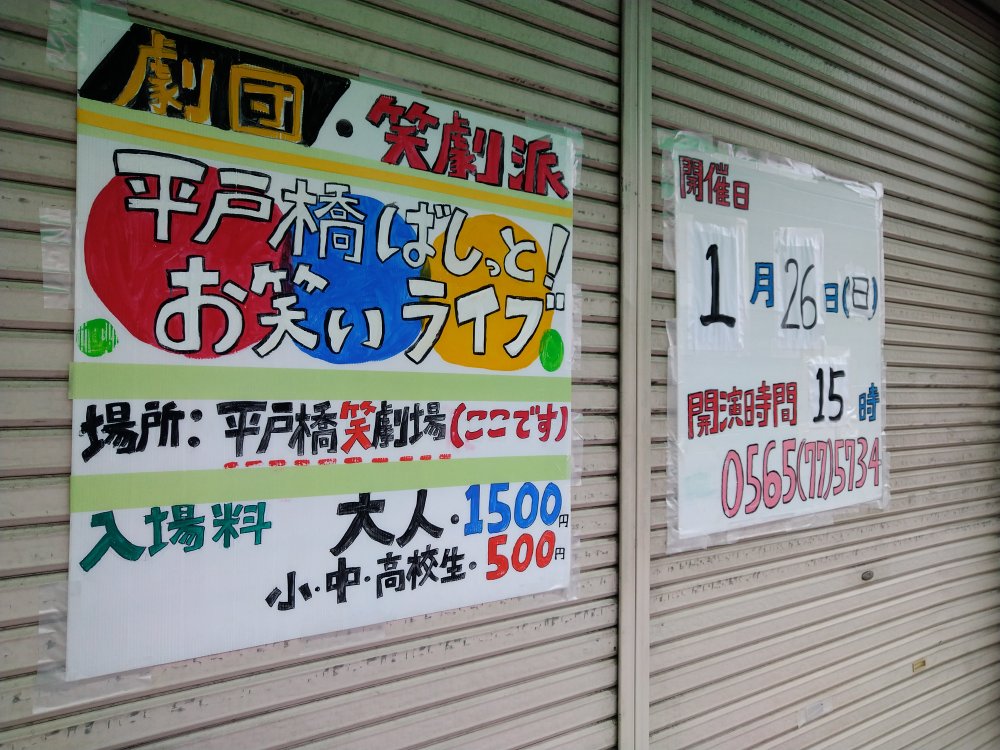 劇団・笑劇派
平戸橋ばしっと!
お笑いライブ
場所:平戸橋笑劇場(ここです)
入場料 大人・1500円
小・中・高校生・500円
開催日
1月26日(日)
開演時間 15時
0565(77)5734